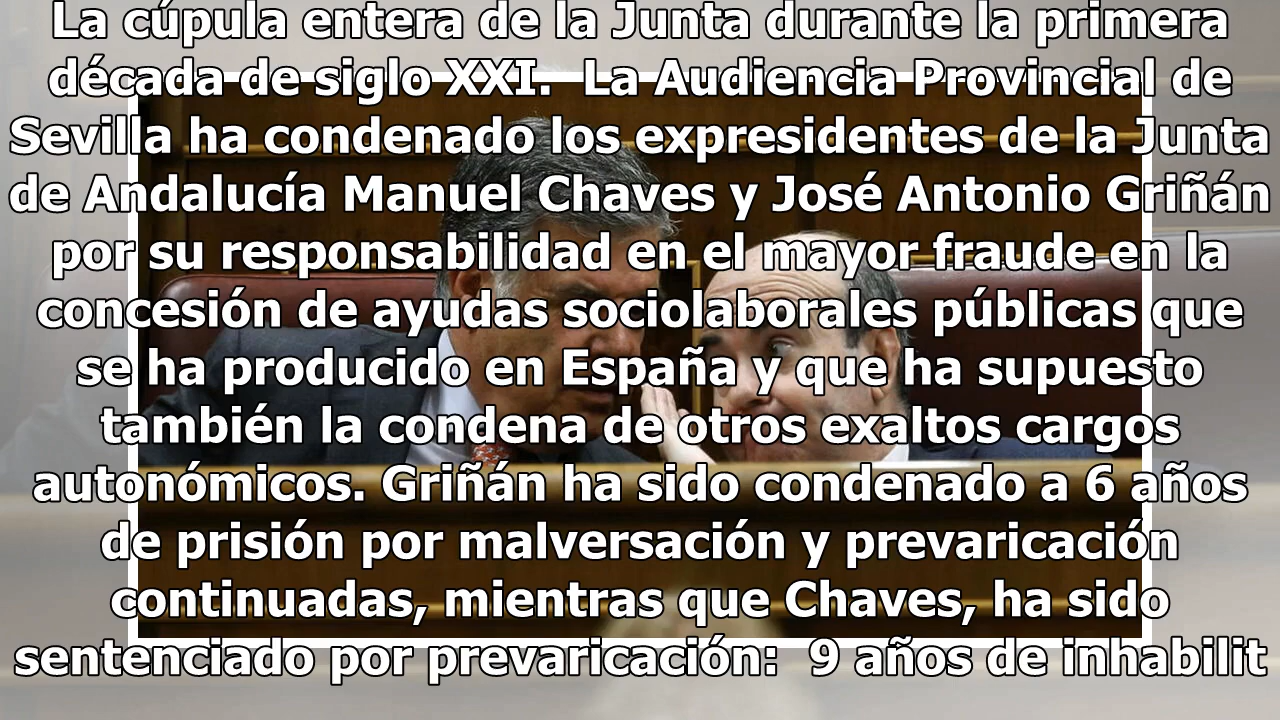 La cúpula entera de la Junta durante la primera
década de siglo XXI.  La Audiencia Provincial de
Sevilla ha condenado los expresidentes de la Junta
de Andalucía Manuel Chaves y José Antonio Griñán
por su responsabilidad en el mayor fraude en la
concesión de ayudas sociolaborales públicas que
se ha producido en España y que ha supuesto
también la condena de otros exaltos cargos
autonómicos. Griñán ha sido condenado a 6 años
de prisión por malversación y prevaricación
continuadas, mientras que Chaves, ha sido
sentenciado por prevaricación:  9 años de inhabilit